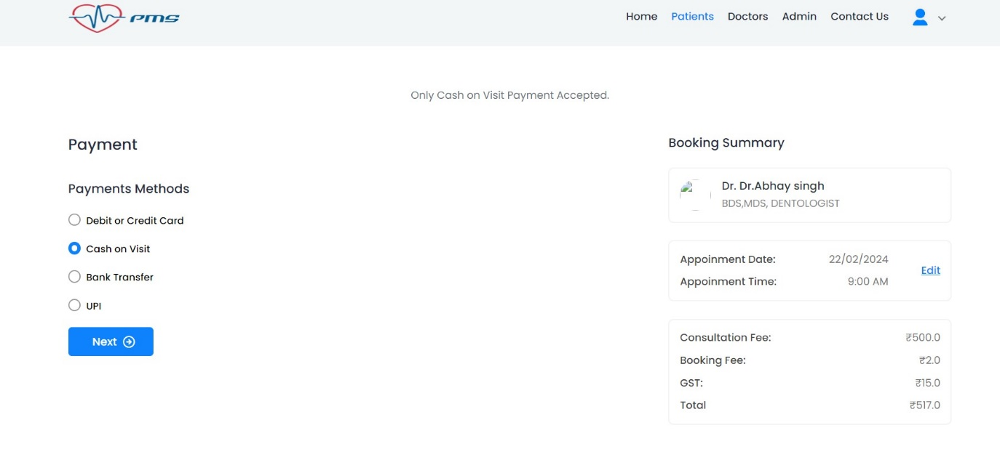 PMS
Home Patients Doctors Admin Contact Us
Only Cash on Visit Payment Accepted.
Payment
Payments Methods
Debit or Credit Card
Cash on Visit
Bank Transfer
UPI
Next
Booking Summary
Dr. Dr.Abhay singh
BDS,MDS, DENTOLOGIST
Appoinment Date: 22/02/2024
Appoinment Time: 9:00 AM
Edit
Consultation Fee: ₹500.0
Booking Fee: ₹2.0
GST: ₹15.0
Total ₹517.0